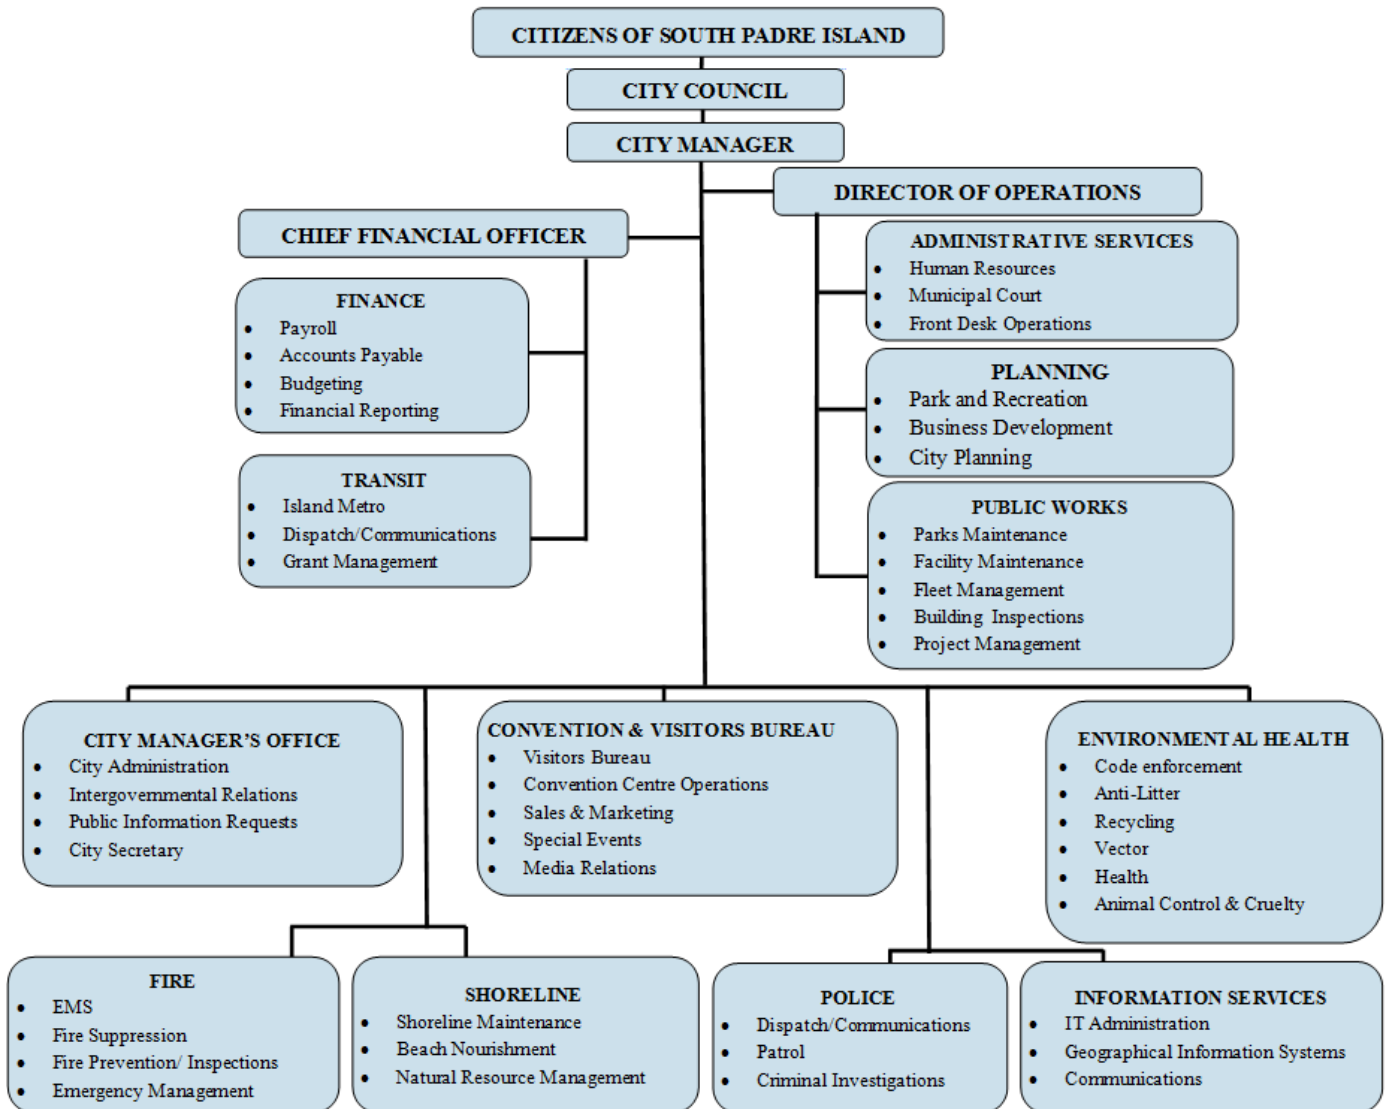 CITIZENS OF SOUTH PADRE ISLAND
CITY COUNCIL
CITY MANAGER
DIRECTOR OF OPERATIONS
CHIEF FINANCIAL OFFICER
ADMINISTRATIVE SERVICES
• Human Resources
• Municipal Court
• Front Desk Operations
FINANCE
• Payroll
• Accounts Payable
• Budgeting
• Financial Reporting
PLANNING
• Park and Recreation
• Business Development
• City Planning
TRANSIT
• Island Metro
• Dispatch/Communications
• Grant Management
PUBLIC WORKS
• Parks Maintenance
• Facility Maintenance
• Fleet Management
• Building Inspections
• Project Management
CITY MANAGER’S OFFICE
• City Administration
• Intergovernmental Relations
• Public Information Requests
• City Secretary
CONVENTION & VISITORS BUREAU
• Visitors Bureau
• Convention Centre Operations
• Sales & Marketing
• Special Events
• Media Relations
ENVIRONMENTAL HEALTH
• Code enforcement
• Anti-Litter
• Recycling
• Vector
• Health
• Animal Control & Cruelty
FIRE
• EMS
• Fire Suppression
• Fire Prevention/ Inspections
• Emergency Management
SHORELINE
• Shoreline Maintenance
• Beach Nourishment
• Natural Resource Management
POLICE
• Dispatch/Communications
• Patrol
• Criminal Investigations
INFORMATION SERVICES
• IT Administration
• Geographical Information Systems
• Communications